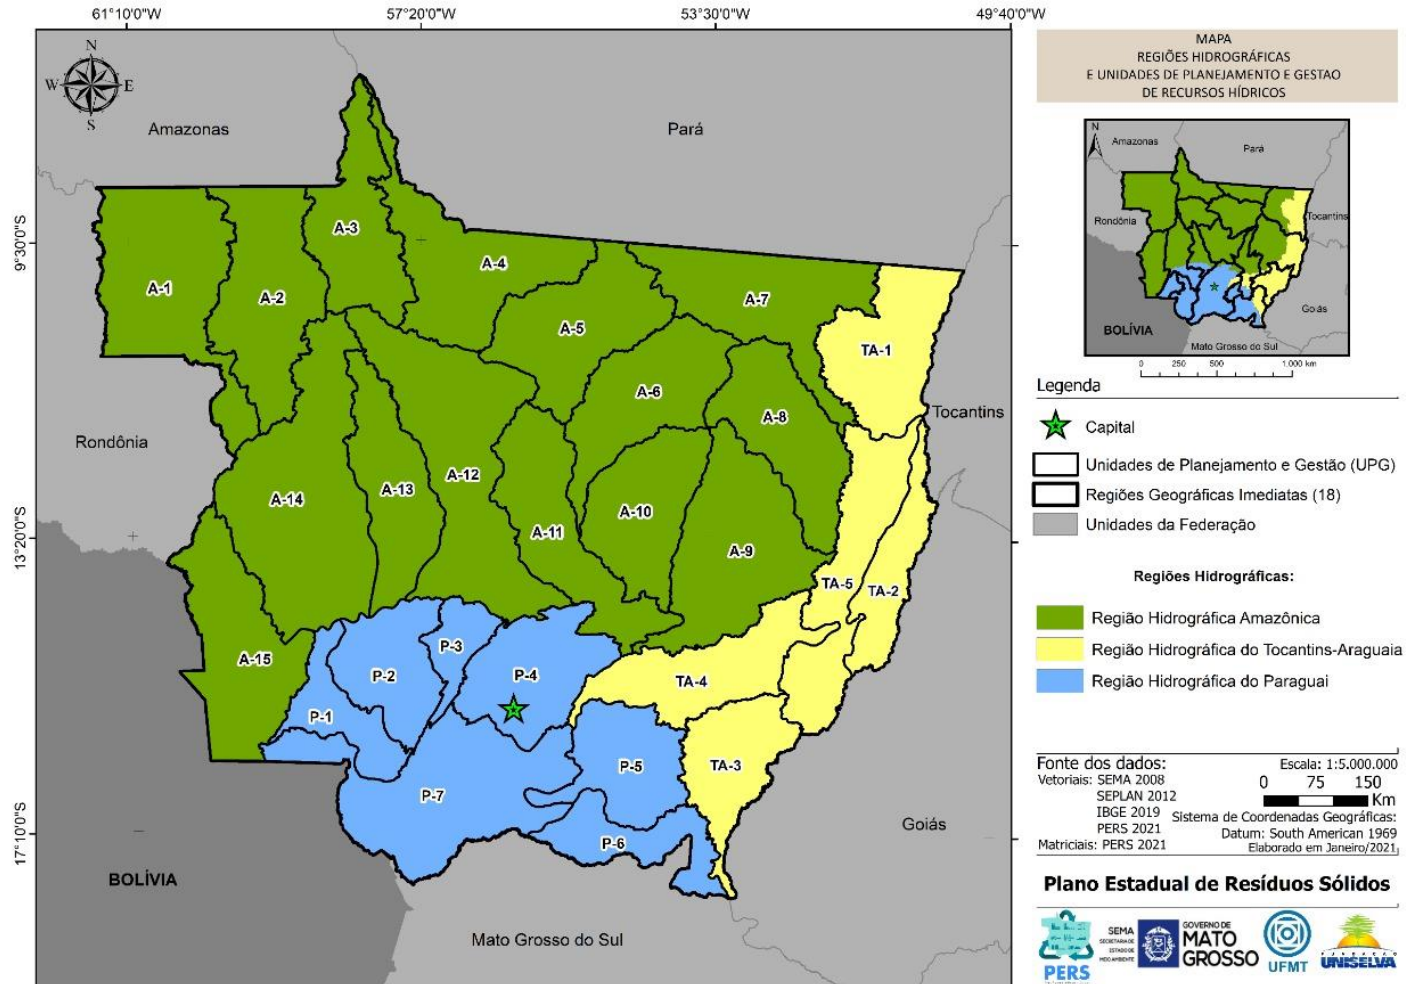 61°10'0"W
57°20'0"W
53°30'0"W
49°40'0"W
9°30'0"S
13°20'0"S
17°10'0"S
N
W
E
S
Amazonas
Pará
Rondônia
Tocantins
Goiás
Mato Grosso do Sul
BOLÍVIA
A-1
A-2
A-3
A-4
A-5
A-6
A-7
A-8
A-9
A-10
A-11
A-12
A-13
A-14
A-15
TA-1
TA-2
TA-3
TA-4
TA-5
P-1
P-2
P-3
P-4
P-5
P-6
P-7
MAPA
REGIÕES HIDROGRÁFICAS
E UNIDADES DE PLANEJAMENTO E GESTAO
DE RECURSOS HÍDRICOS
N
Amazonas
Pará
Rondônia
Tocantins
Goiás
BOLÍVIA
Mato Grosso do Sul
0 250 500 1.000 km
Legenda
Capital
Unidades de Planejamento e Gestão (UPG)
Regiões Geográficas Imediatas (18)
Unidades da Federação
Regiões Hidrográficas:
Região Hidrográfica Amazônica
Região Hidrográfica do Tocantins-Araguaia
Região Hidrográfica do Paraguai
Fonte dos dados:
Vetoriais: SEMA 2008
SEPLAN 2012
IBGE 2019
PERS 2021
Matriciais: PERS 2021
Escala: 1:5.000.000
0 75 150
Km
Sistema de Coordenadas Geográficas:
Datum: South American 1969
Elaborado em Janeiro/2021
Plano Estadual de Resíduos Sólidos
PERS
SEMA
SECRETARIA DE
ESTADO DE
MEIO AMBIENTE
GOVERNO DE
MATO
GROSSO
UFMT
FUNDAÇÃO
UNISELVA